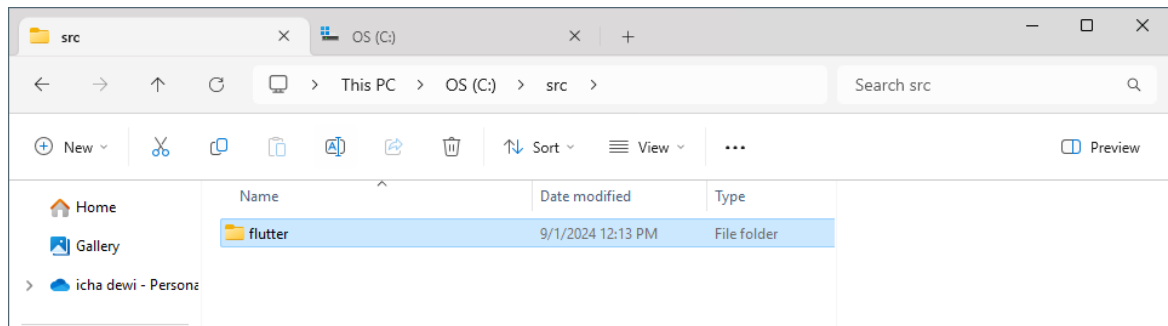 src
OS (C:)
This PC > OS (C:) > src >
Search src
New
Sort
View
Preview
Home
Gallery
icha dewi - Persona
Name
Date modified
Type
flutter
9/1/2024 12:13 PM
File folder